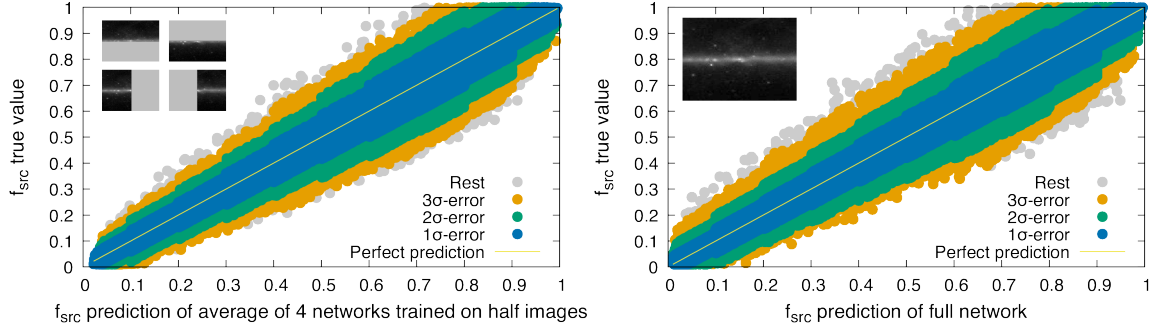 1
0.9
0.8
0.7
0.6
0.5
0.4
0.3
0.2
0.1
0
f_src true value
Rest
3σ-error
2σ-error
1σ-error
Perfect prediction
0 0.1 0.2 0.3 0.4 0.5 0.6 0.7 0.8 0.9 1
f_src prediction of average of 4 networks trained on half images
1
0.9
0.8
0.7
0.6
0.5
0.4
0.3
0.2
0.1
0
f_src true value
Rest
3σ-error
2σ-error
1σ-error
Perfect prediction
0 0.1 0.2 0.3 0.4 0.5 0.6 0.7 0.8 0.9 1
f_src prediction of full network